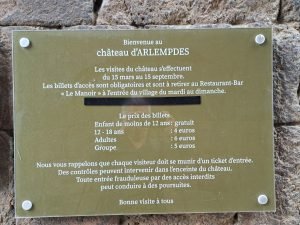 Bienvenue au
château d'ARLEMPDES
Les visites du château s'effectuent
du 15 mars au 15 septembre.
Les billets d'accès sont obligatoires et sont à retirer au Restaurant-Bar
« Le Manoir » à l'entrée du village du mardi au dimanche.
Le prix des billets
Enfant de moins de 12 ans : gratuit
12 - 18 ans : 4 euros
Adultes : 6 euros
Groupe : 5 euros
Nous vous rappelons que chaque visiteur doit se munir d'un ticket d'entrée.
Des contrôles peuvent intervenir dans l'enceinte du château.
Toute entrée frauduleuse par des accès interdits
peut conduire à des poursuites.
Bonne visite à tous